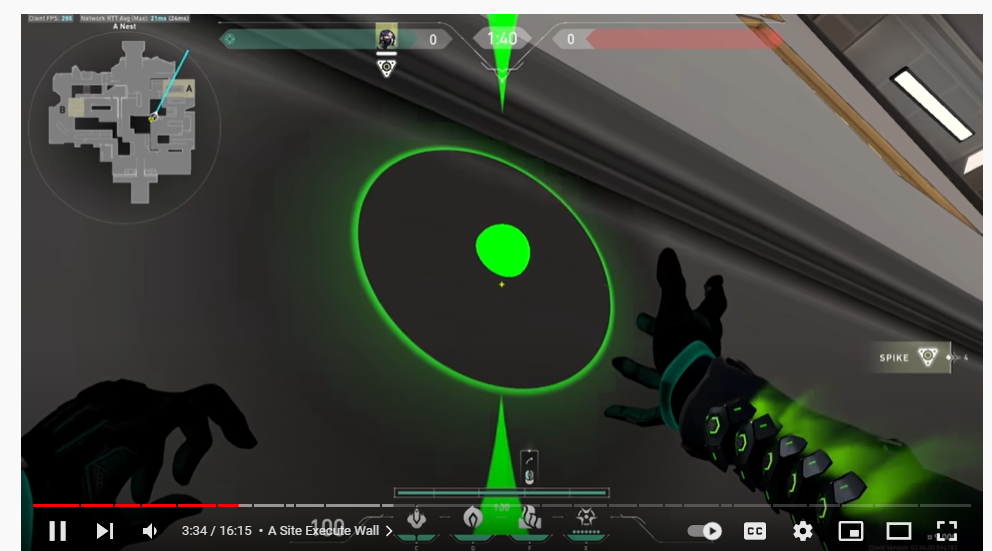 Client FPS: 280 Network RTT Avg (Max): 21ms (24ms)
A Nest
0 1:40 0
A
B
SPIKE 4
100
3:34 / 16:15 • A Site Execute Wall
CC
C Q E X